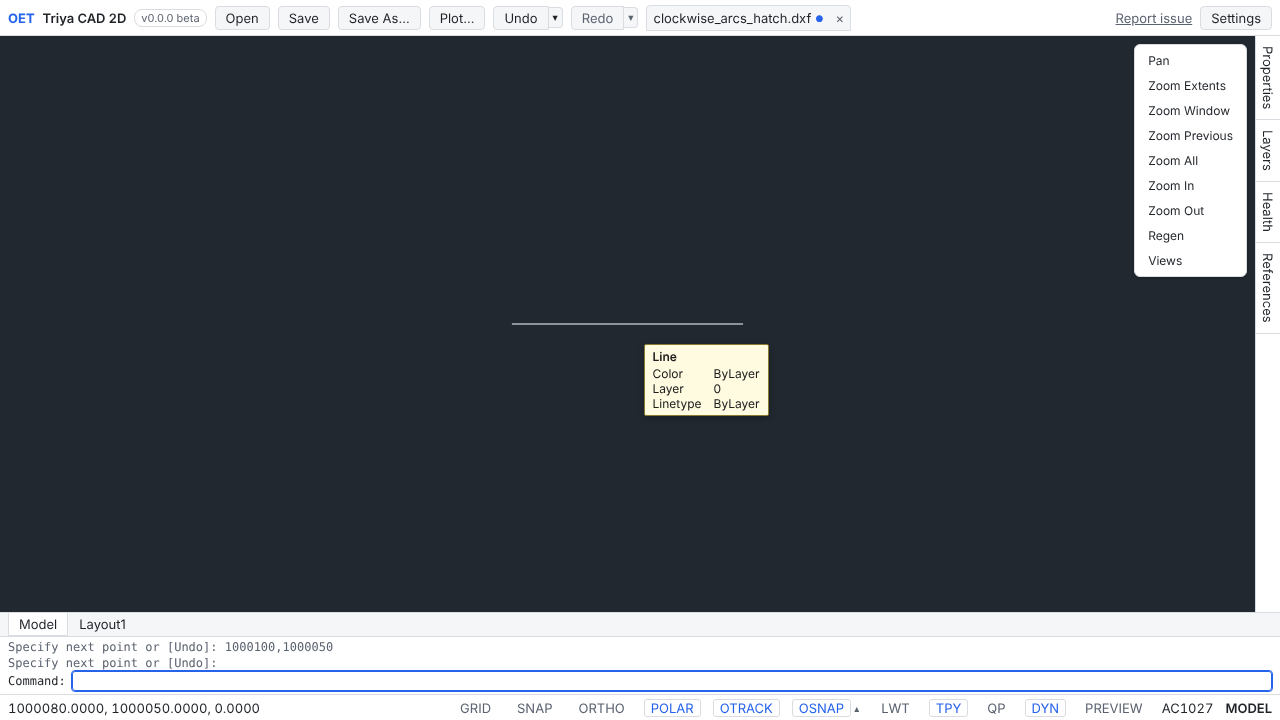 OET Triya CAD 2D v0.0.0 beta Open Save Save As... Plot... Undo ▾ Redo ▾ clockwise_arcs_hatch.dxf ● × Report issue Settings
Pan
Zoom Extents
Zoom Window
Zoom Previous
Zoom All
Zoom In
Zoom Out
Regen
Views
Properties
Layers
Health
References
Line
Color ByLayer
Layer 0
Linetype ByLayer
Model Layout1
Specify next point or [Undo]: 1000100,1000050
Specify next point or [Undo]:
Command:
1000080.0000, 1000050.0000, 0.0000 GRID SNAP ORTHO POLAR OTRACK OSNAP ▴ LWT TPY QP DYN PREVIEW AC1027 MODEL